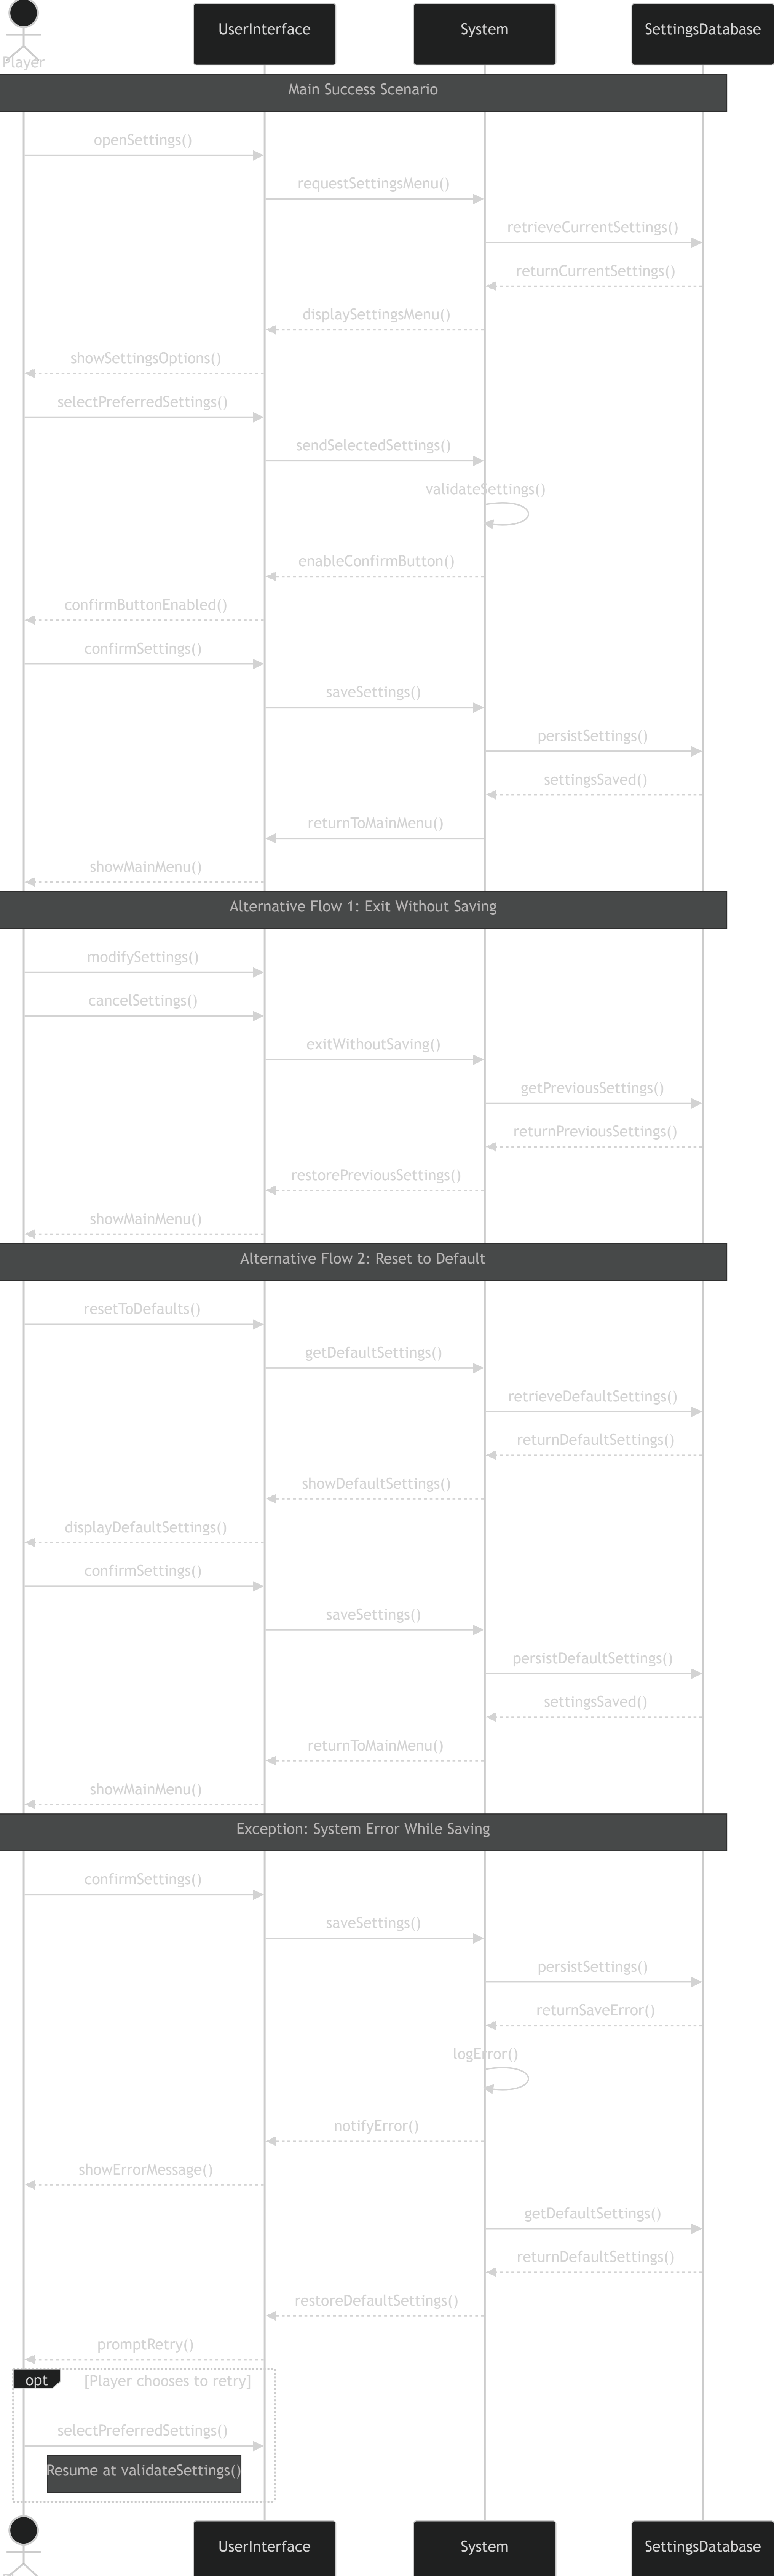 Player
UserInterface
System
SettingsDatabase
Main Success Scenario
openSettings()
requestSettingsMenu()
retrieveCurrentSettings()
returnCurrentSettings()
displaySettingsMenu()
showSettingsOptions()
selectPreferredSettings()
sendSelectedSettings()
validateSettings()
enableConfirmButton()
confirmButtonEnabled()
confirmSettings()
saveSettings()
persistSettings()
settingsSaved()
returnToMainMenu()
showMainMenu()
Alternative Flow 1: Exit Without Saving
modifySettings()
cancelSettings()
exitWithoutSaving()
getPreviousSettings()
returnPreviousSettings()
restorePreviousSettings()
showMainMenu()
Alternative Flow 2: Reset to Default
resetToDefaults()
getDefaultSettings()
retrieveDefaultSettings()
returnDefaultSettings()
showDefaultSettings()
displayDefaultSettings()
confirmSettings()
saveSettings()
persistDefaultSettings()
settingsSaved()
returnToMainMenu()
showMainMenu()
Exception: System Error While Saving
confirmSettings()
saveSettings()
persistSettings()
returnSaveError()
logError()
notifyError()
showErrorMessage()
getDefaultSettings()
returnDefaultSettings()
restoreDefaultSettings()
promptRetry()
opt
[Player chooses to retry]
selectPreferredSettings()
Resume at validateSettings()
UserInterface
System
SettingsDatabase